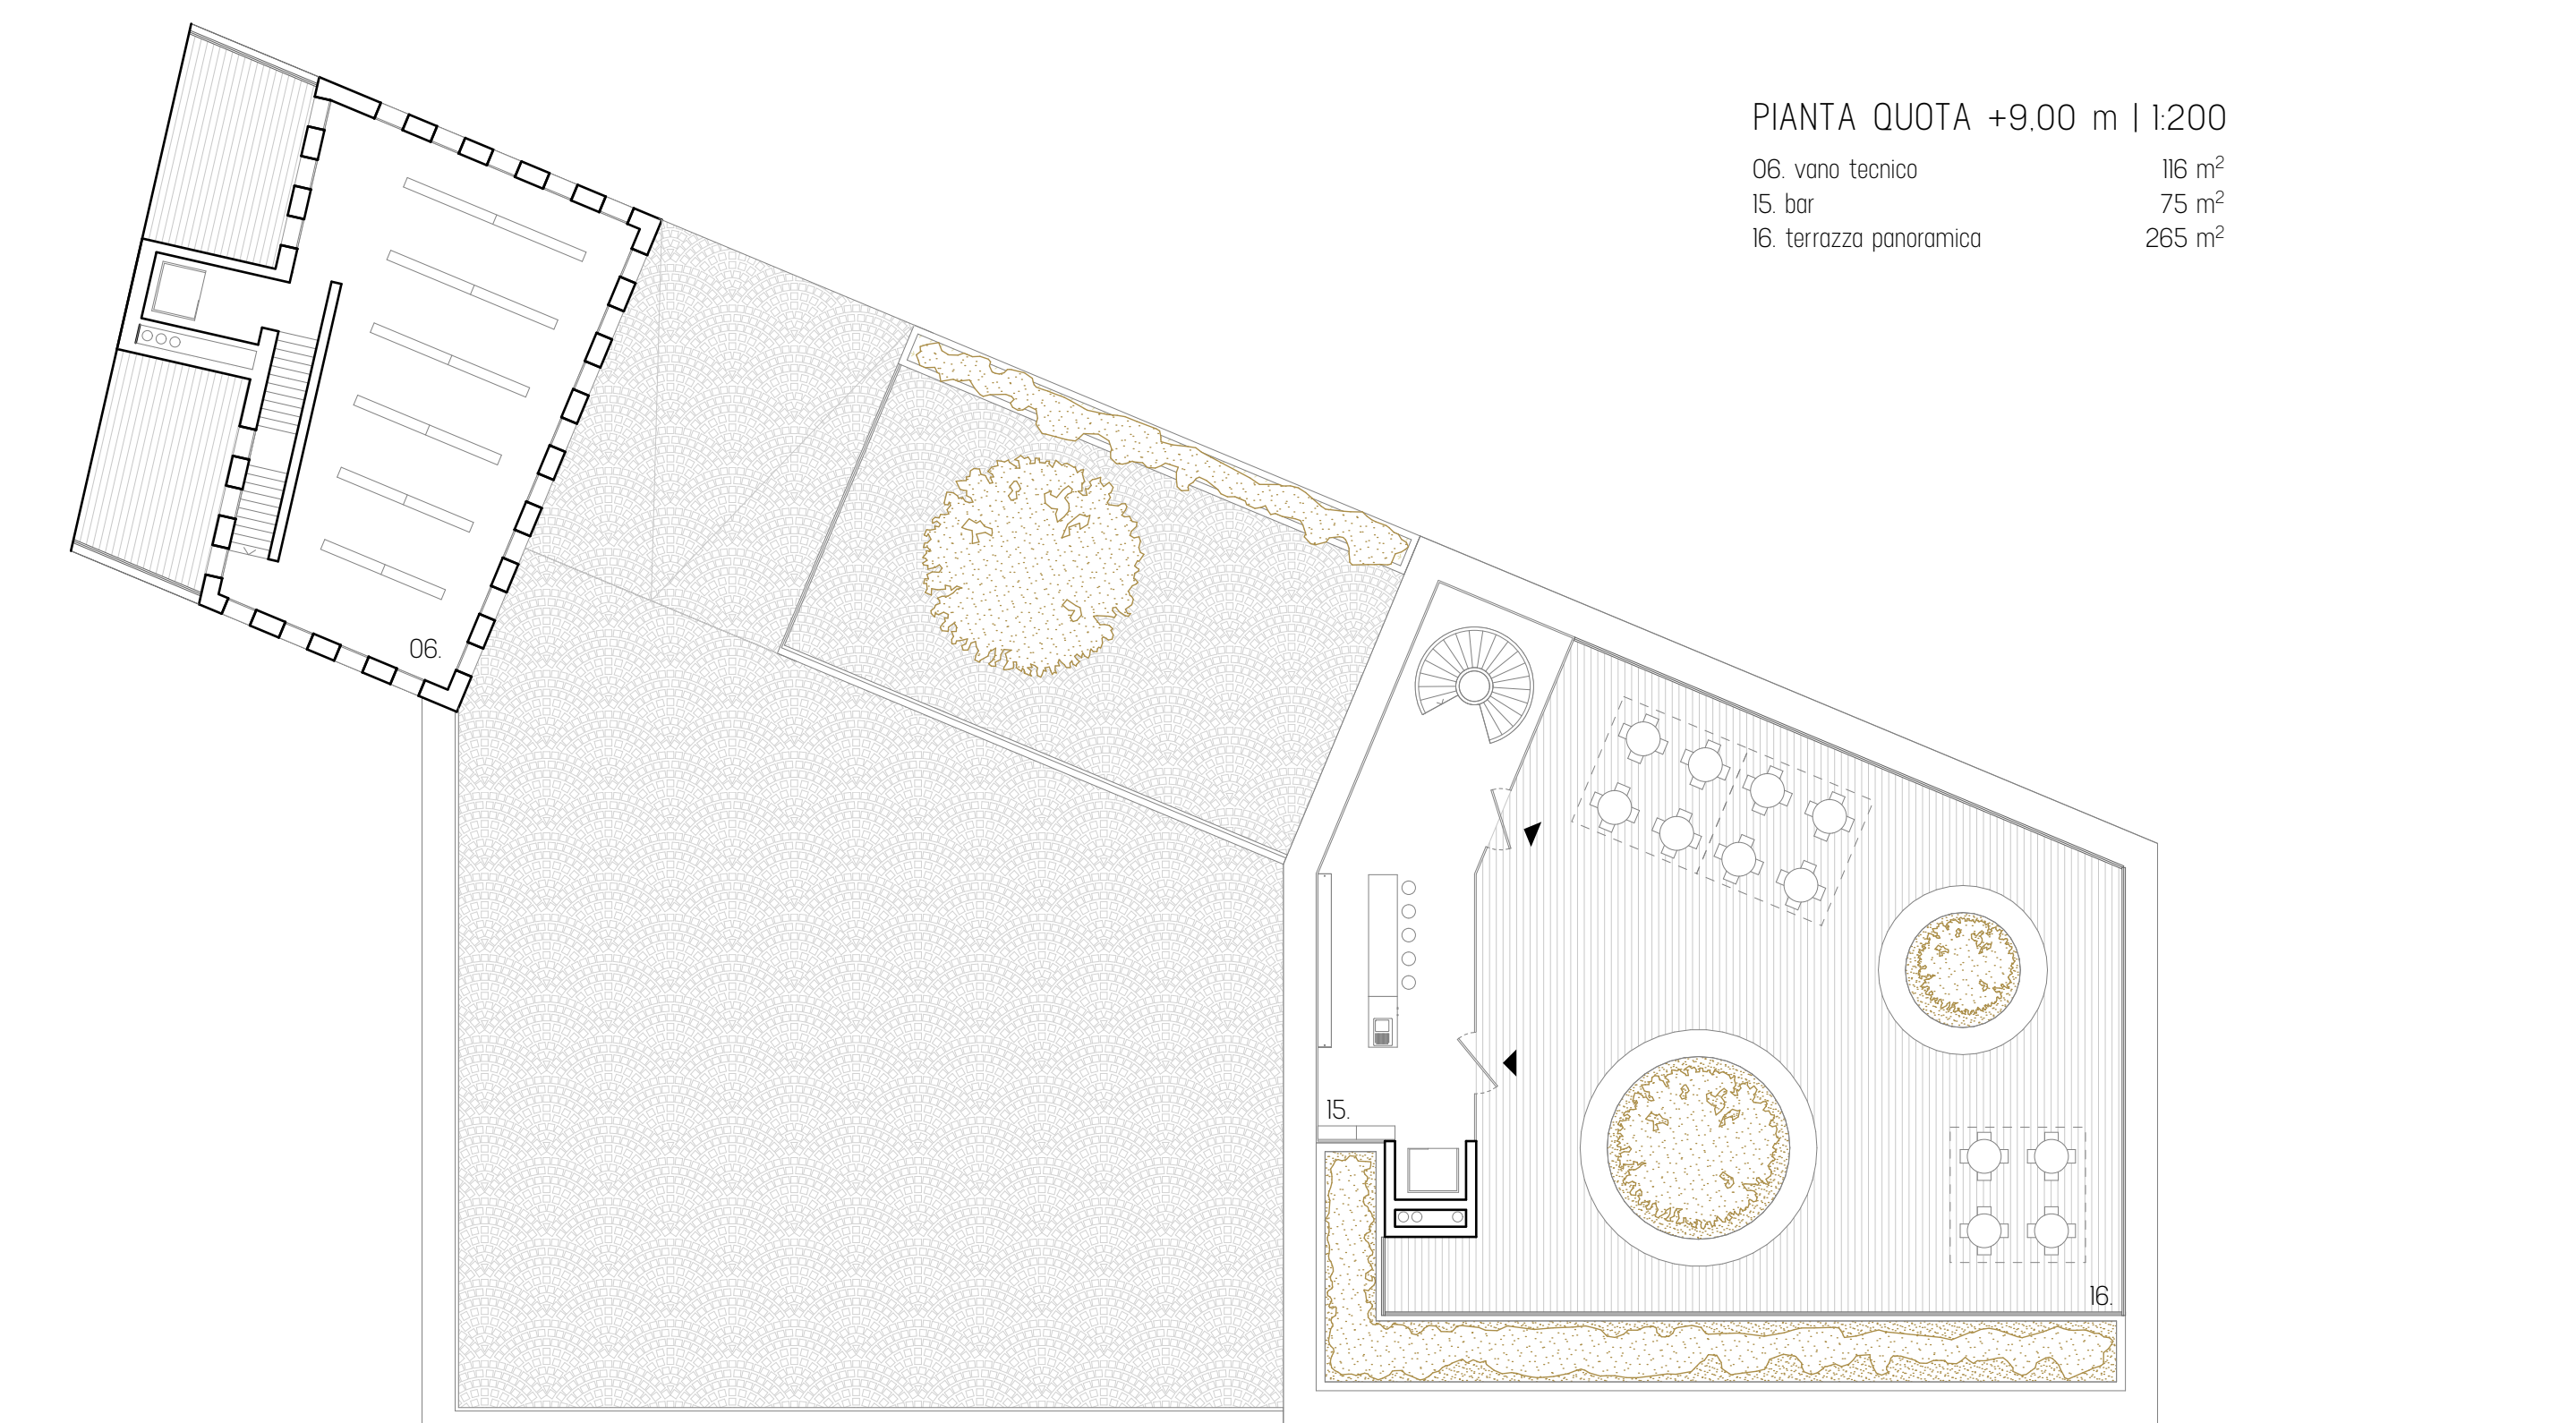 PIANTA QUOTA +9,00 m | 1:200
06. vano tecnico 116 m²
15. bar 75 m²
16. terrazza panoramica 265 m²
06.
15.
16.